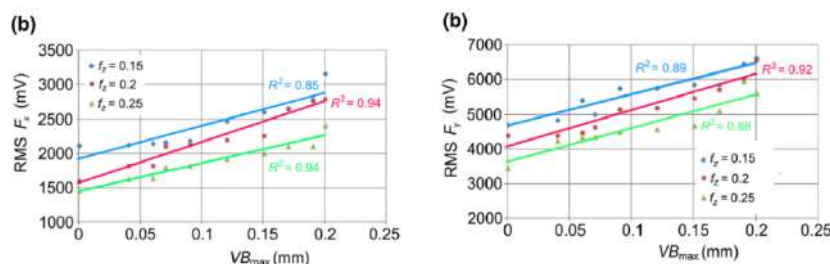 (b)
3500
3000
2500
2000
1500
1000
RMS Fₓ (mV)
fz = 0.15
fz = 0.2
fz = 0.25
R² = 0.85
R² = 0.94
R² = 0.94
0 0.05 0.1 0.15 0.2 0.25
VBmax (mm)
(b)
7000
6000
5000
4000
3000
2000
RMS Fy (mV)
R² = 0.89
R² = 0.92
R² = 0.88
fz = 0.15
fz = 0.2
fz = 0.25
0 0.05 0.1 0.15 0.2 0.25
VBmax (mm)